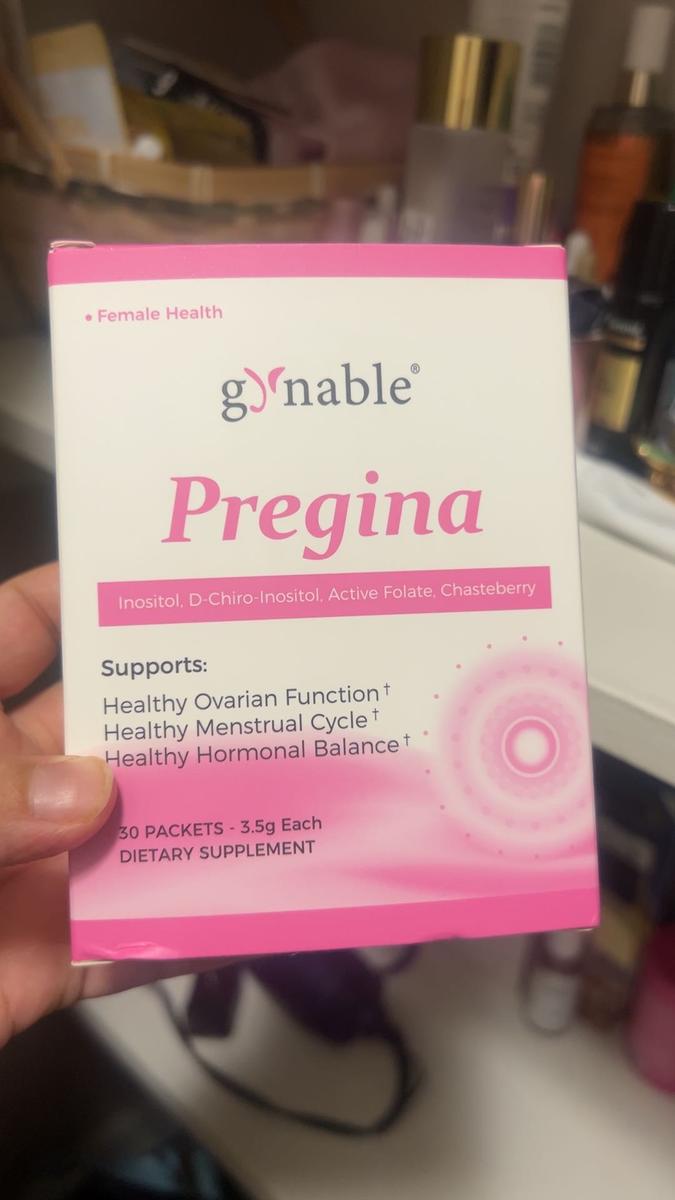 • Female Health
gynable®
Pregina
Inositol, D-Chiro-Inositol, Active Folate, Chasteberry
Supports:
Healthy Ovarian Function†
Healthy Menstrual Cycle†
Healthy Hormonal Balance†
30 PACKETS - 3.5g Each
DIETARY SUPPLEMENT